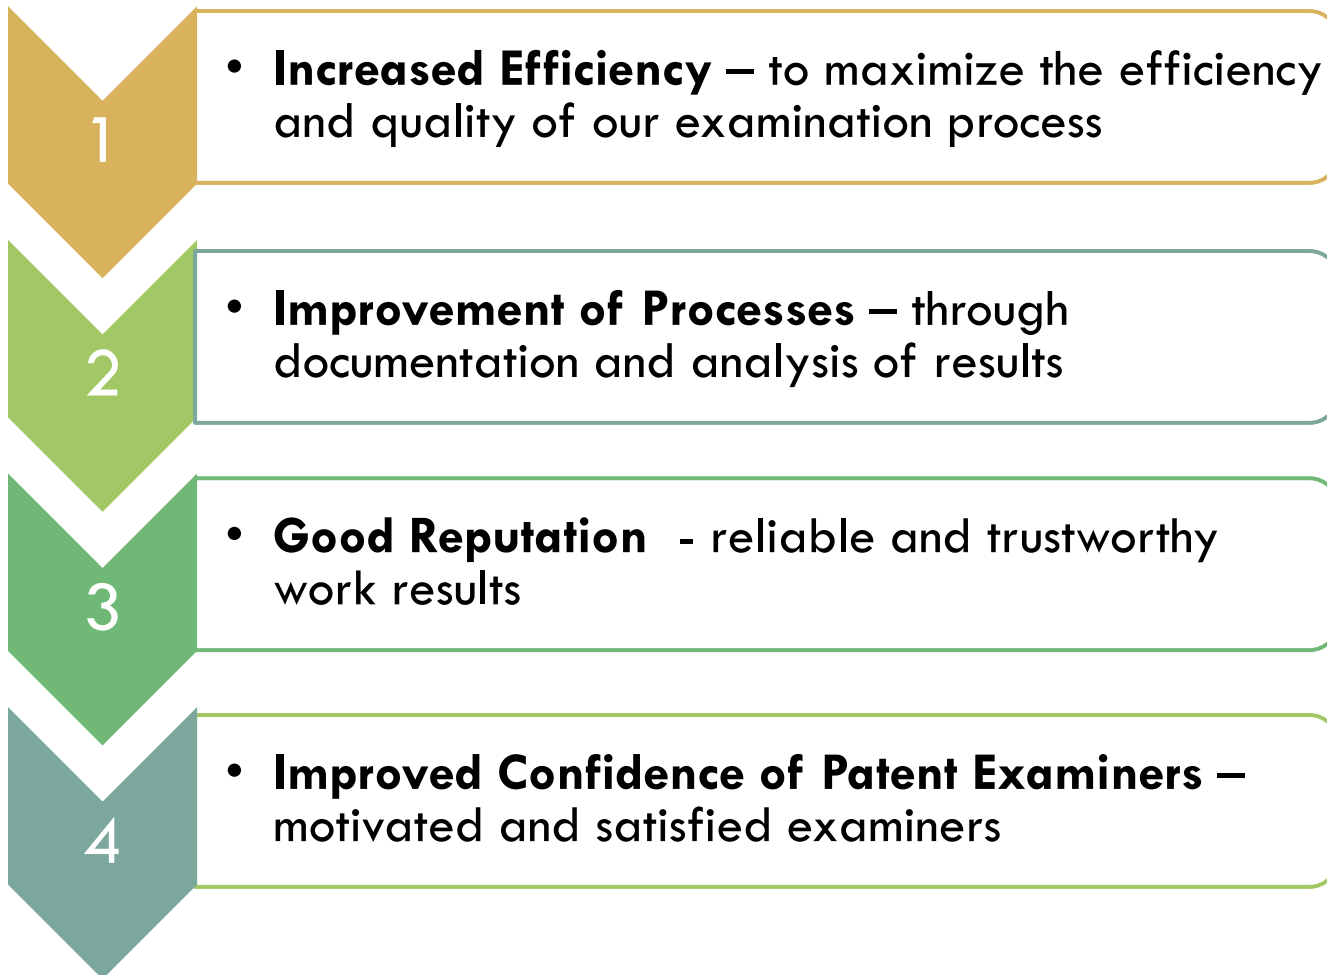 1
• Increased Efficiency – to maximize the efficiency
and quality of our examination process
2
• Improvement of Processes – through
documentation and analysis of results
3
• Good Reputation  - reliable and trustworthy
work results
4
• Improved Confidence of Patent Examiners –
motivated and satisfied examiners